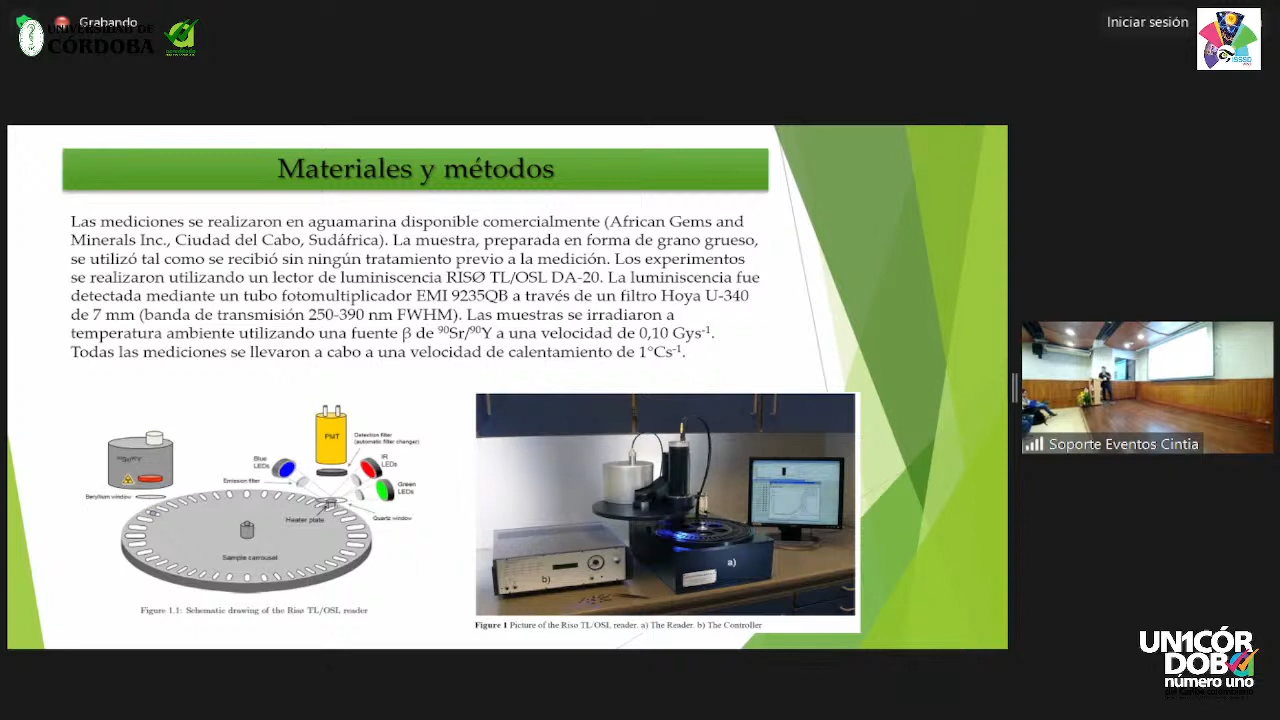 Grabando
UNIVERSIDAD DE
CÓRDOBA
Iniciar sesión
ISSSD
Materiales y métodos
Las mediciones se realizaron en aguamarina disponible comercialmente (African Gems and
Minerals Inc., Ciudad del Cabo, Sudáfrica). La muestra, preparada en forma de grano grueso,
se utilizó tal como se recibió sin ningún tratamiento previo a la medición. Los experimentos
se realizaron utilizando un lector de luminiscencia RISØ TL/OSL DA-20. La luminiscencia fue
detectada mediante un tubo fotomultiplicador EMI 9235QB a través de un filtro Hoya U-340
de 7 mm (banda de transmisión 250-390 nm FWHM). Las muestras se irradiaron a
temperatura ambiente utilizando una fuente β de ⁹⁰Sr/⁹⁰Y a una velocidad de 0,10 Gys⁻¹.
Todas las mediciones se llevaron a cabo a una velocidad de calentamiento de 1°Cs⁻¹.
PMT
Detection filter
(automatic filter changer)
Blue
LEDs
IR
LEDs
Emission filter
Green
LEDs
Beryllium window
Heater plate
Quartz window
Sample carrousel
Figure 1.1: Schematic drawing of the Risø TL/OSL reader
a)
b)
Figure 1 Picture of the Risø TL/OSL reader. a) The Reader. b) The Controller
Soporte Eventos Cintia
UN1CÓR
DOBA
número uno